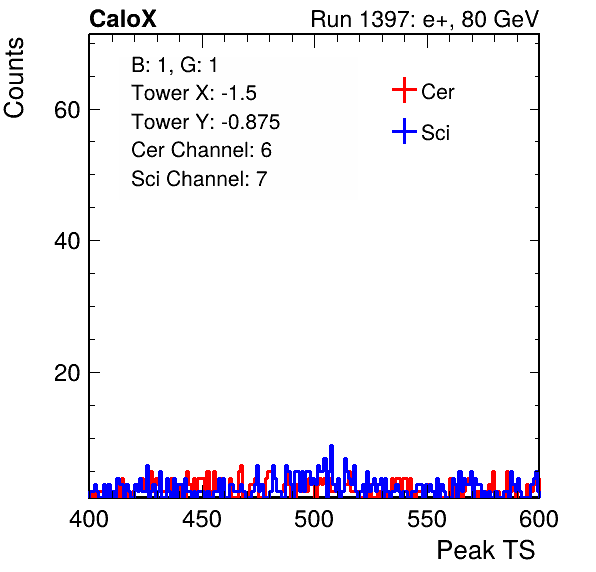 CaloX Run 1397: e+, 80 GeV
Counts
B: 1, G: 1
Tower X: -1.5
Tower Y: -0.875
Cer Channel: 6
Sci Channel: 7
Cer
Sci
60
40
20
400 450 500 550 600
Peak TS